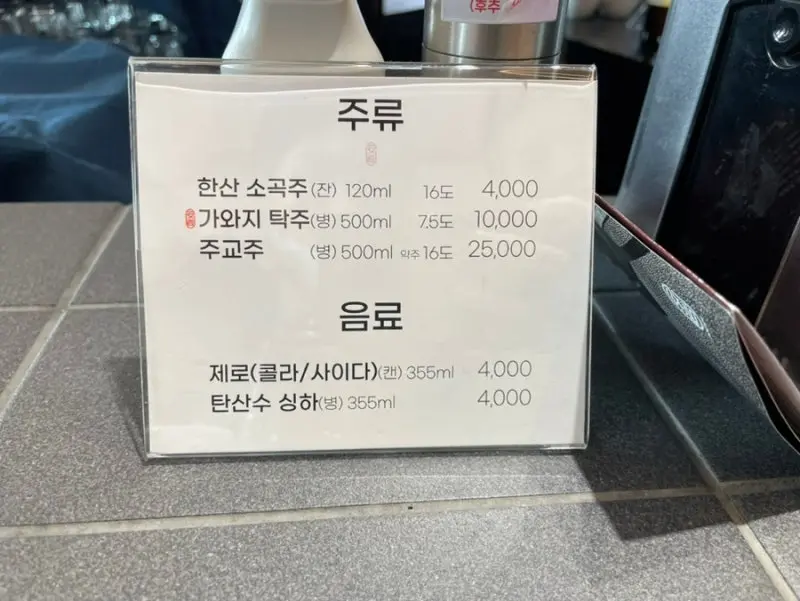 (후추
주류
한산 소곡주(잔) 120ml 16도 4,000
가와지 탁주(병) 500ml 7.5도 10,000
주교주 (병) 500ml 약주 16도 25,000
음료
제로(콜라/사이다)(캔) 355ml 4,000
탄산수 싱하(병) 355ml 4,000